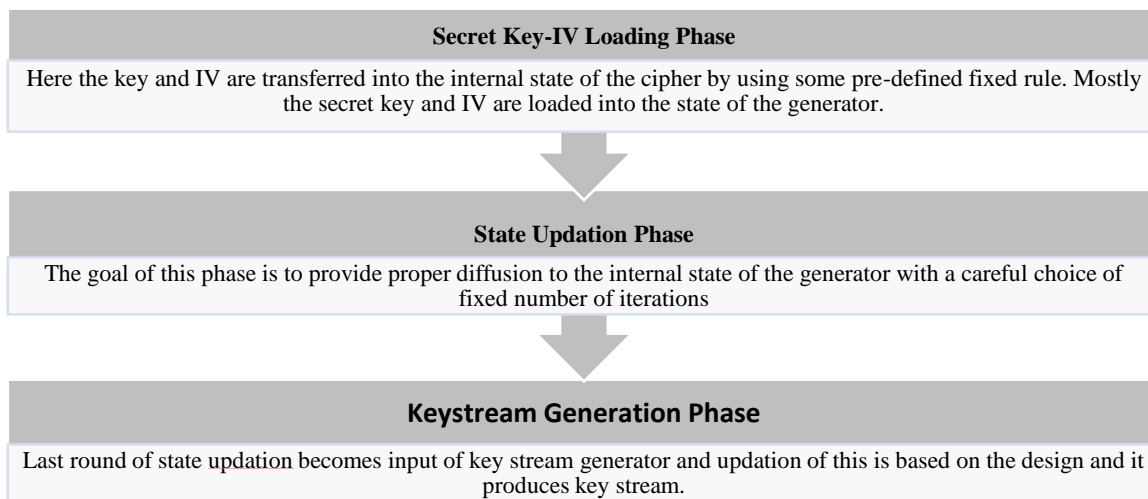 Secret Key-IV Loading Phase
Here the key and IV are transferred into the internal state of the cipher by using some pre-defined fixed rule. Mostly
the secret key and IV are loaded into the state of the generator.
State Updation Phase
The goal of this phase is to provide proper diffusion to the internal state of the generator with a careful choice of
fixed number of iterations
Keystream Generation Phase
Last round of state updation becomes input of key stream generator and updation of this is based on the design and it
produces key stream.